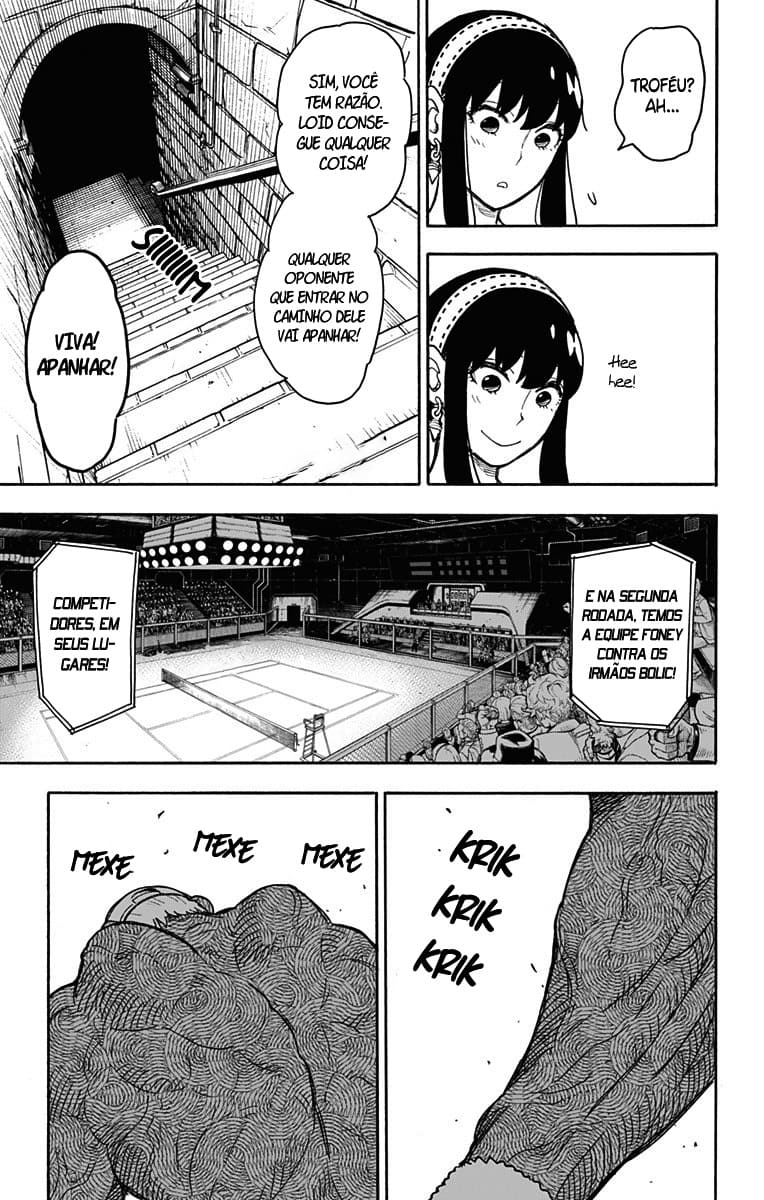 TROFÉU?
AH...
Hee
hee!
SIM, VOCÊ
TEM RAZÃO.
LOID CONSE-
GUE QUALQUER
COISA!
QUALQUER
OPONENTE
QUE ENTRAR NO
CAMINHO DELE
VAI APANHAR!
VIVA!
APANHAR!
E NA SEGUNDA
RODADA, TEMOS
A EQUIPE FONEY
CONTRA OS
IRMÃOS BOLIC!
COMPETI-
DORES, EM
SEUS LU-
GARES!
KRIK
KRIK
KRIK
MEXE
MEXE
MEXE